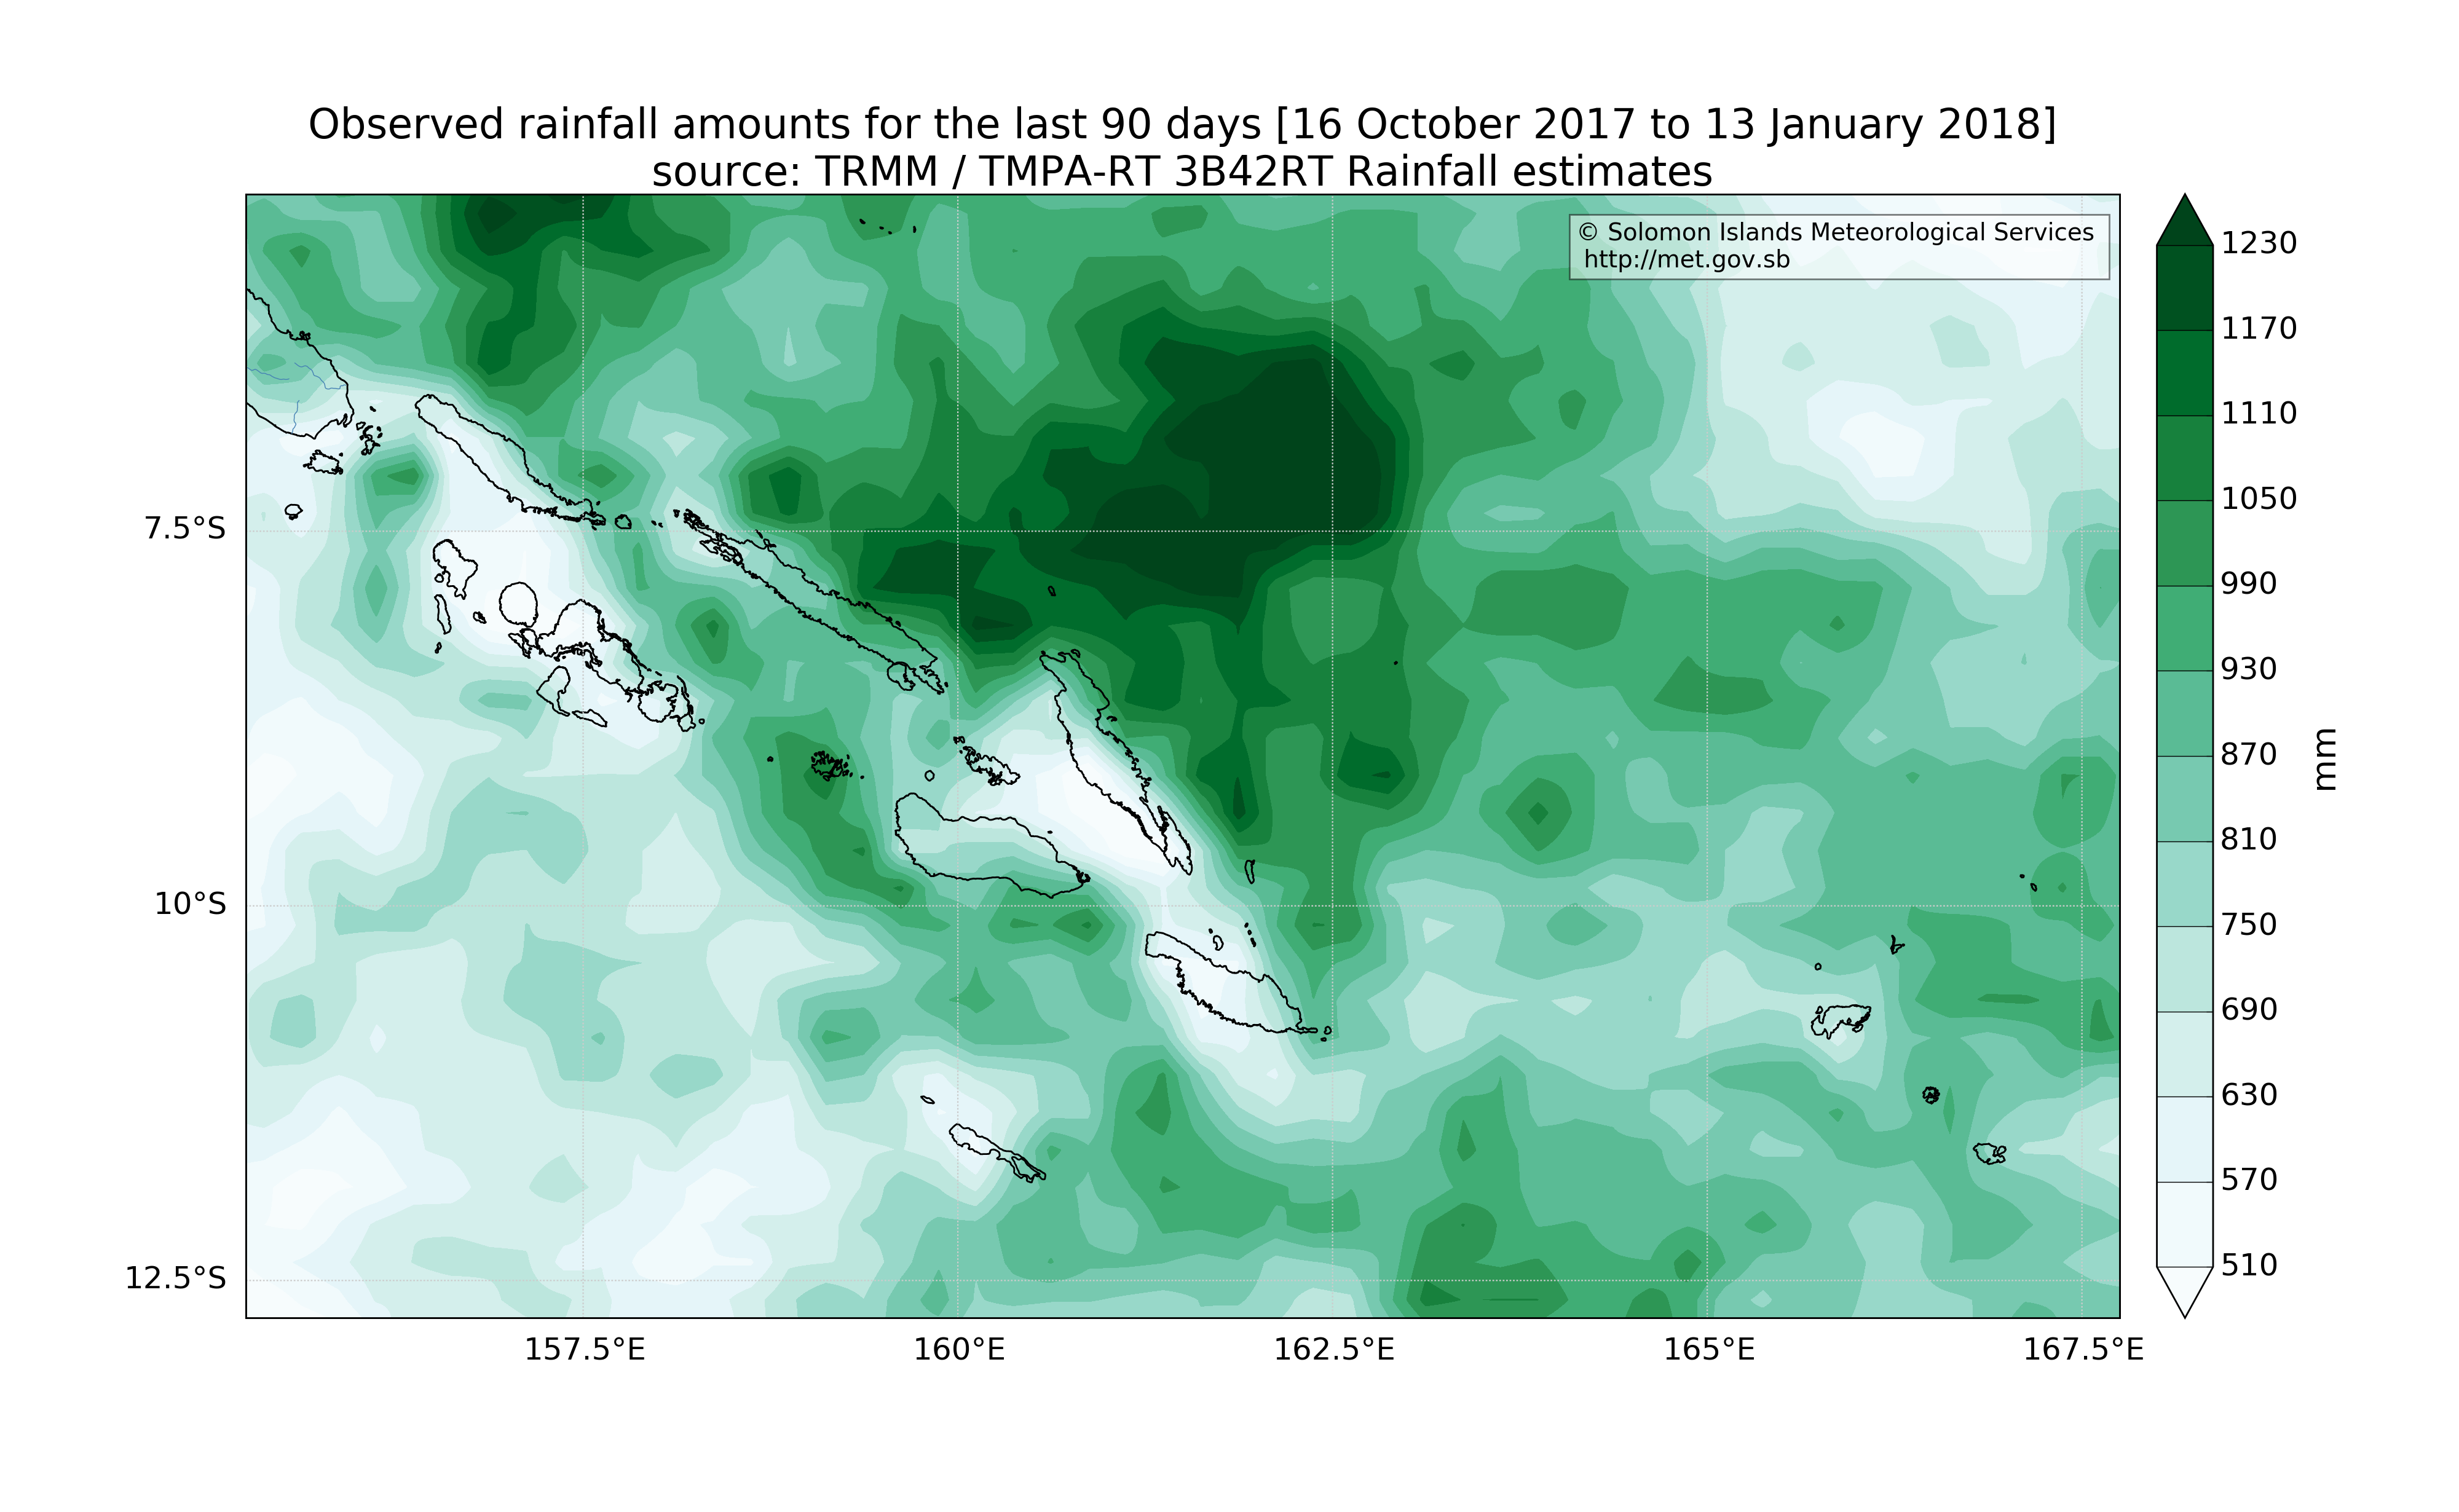 Observed rainfall amounts for the last 90 days [16 October 2017 to 13 January 2018]
source: TRMM / TMPA-RT 3B42RT Rainfall estimates
© Solomon Islands Meteorological Services
http://met.gov.sb
7.5°S
10°S
12.5°S
157.5°E
160°E
162.5°E
165°E
167.5°E
1230
1170
1110
1050
990
930
870
810
750
690
630
570
510
mm